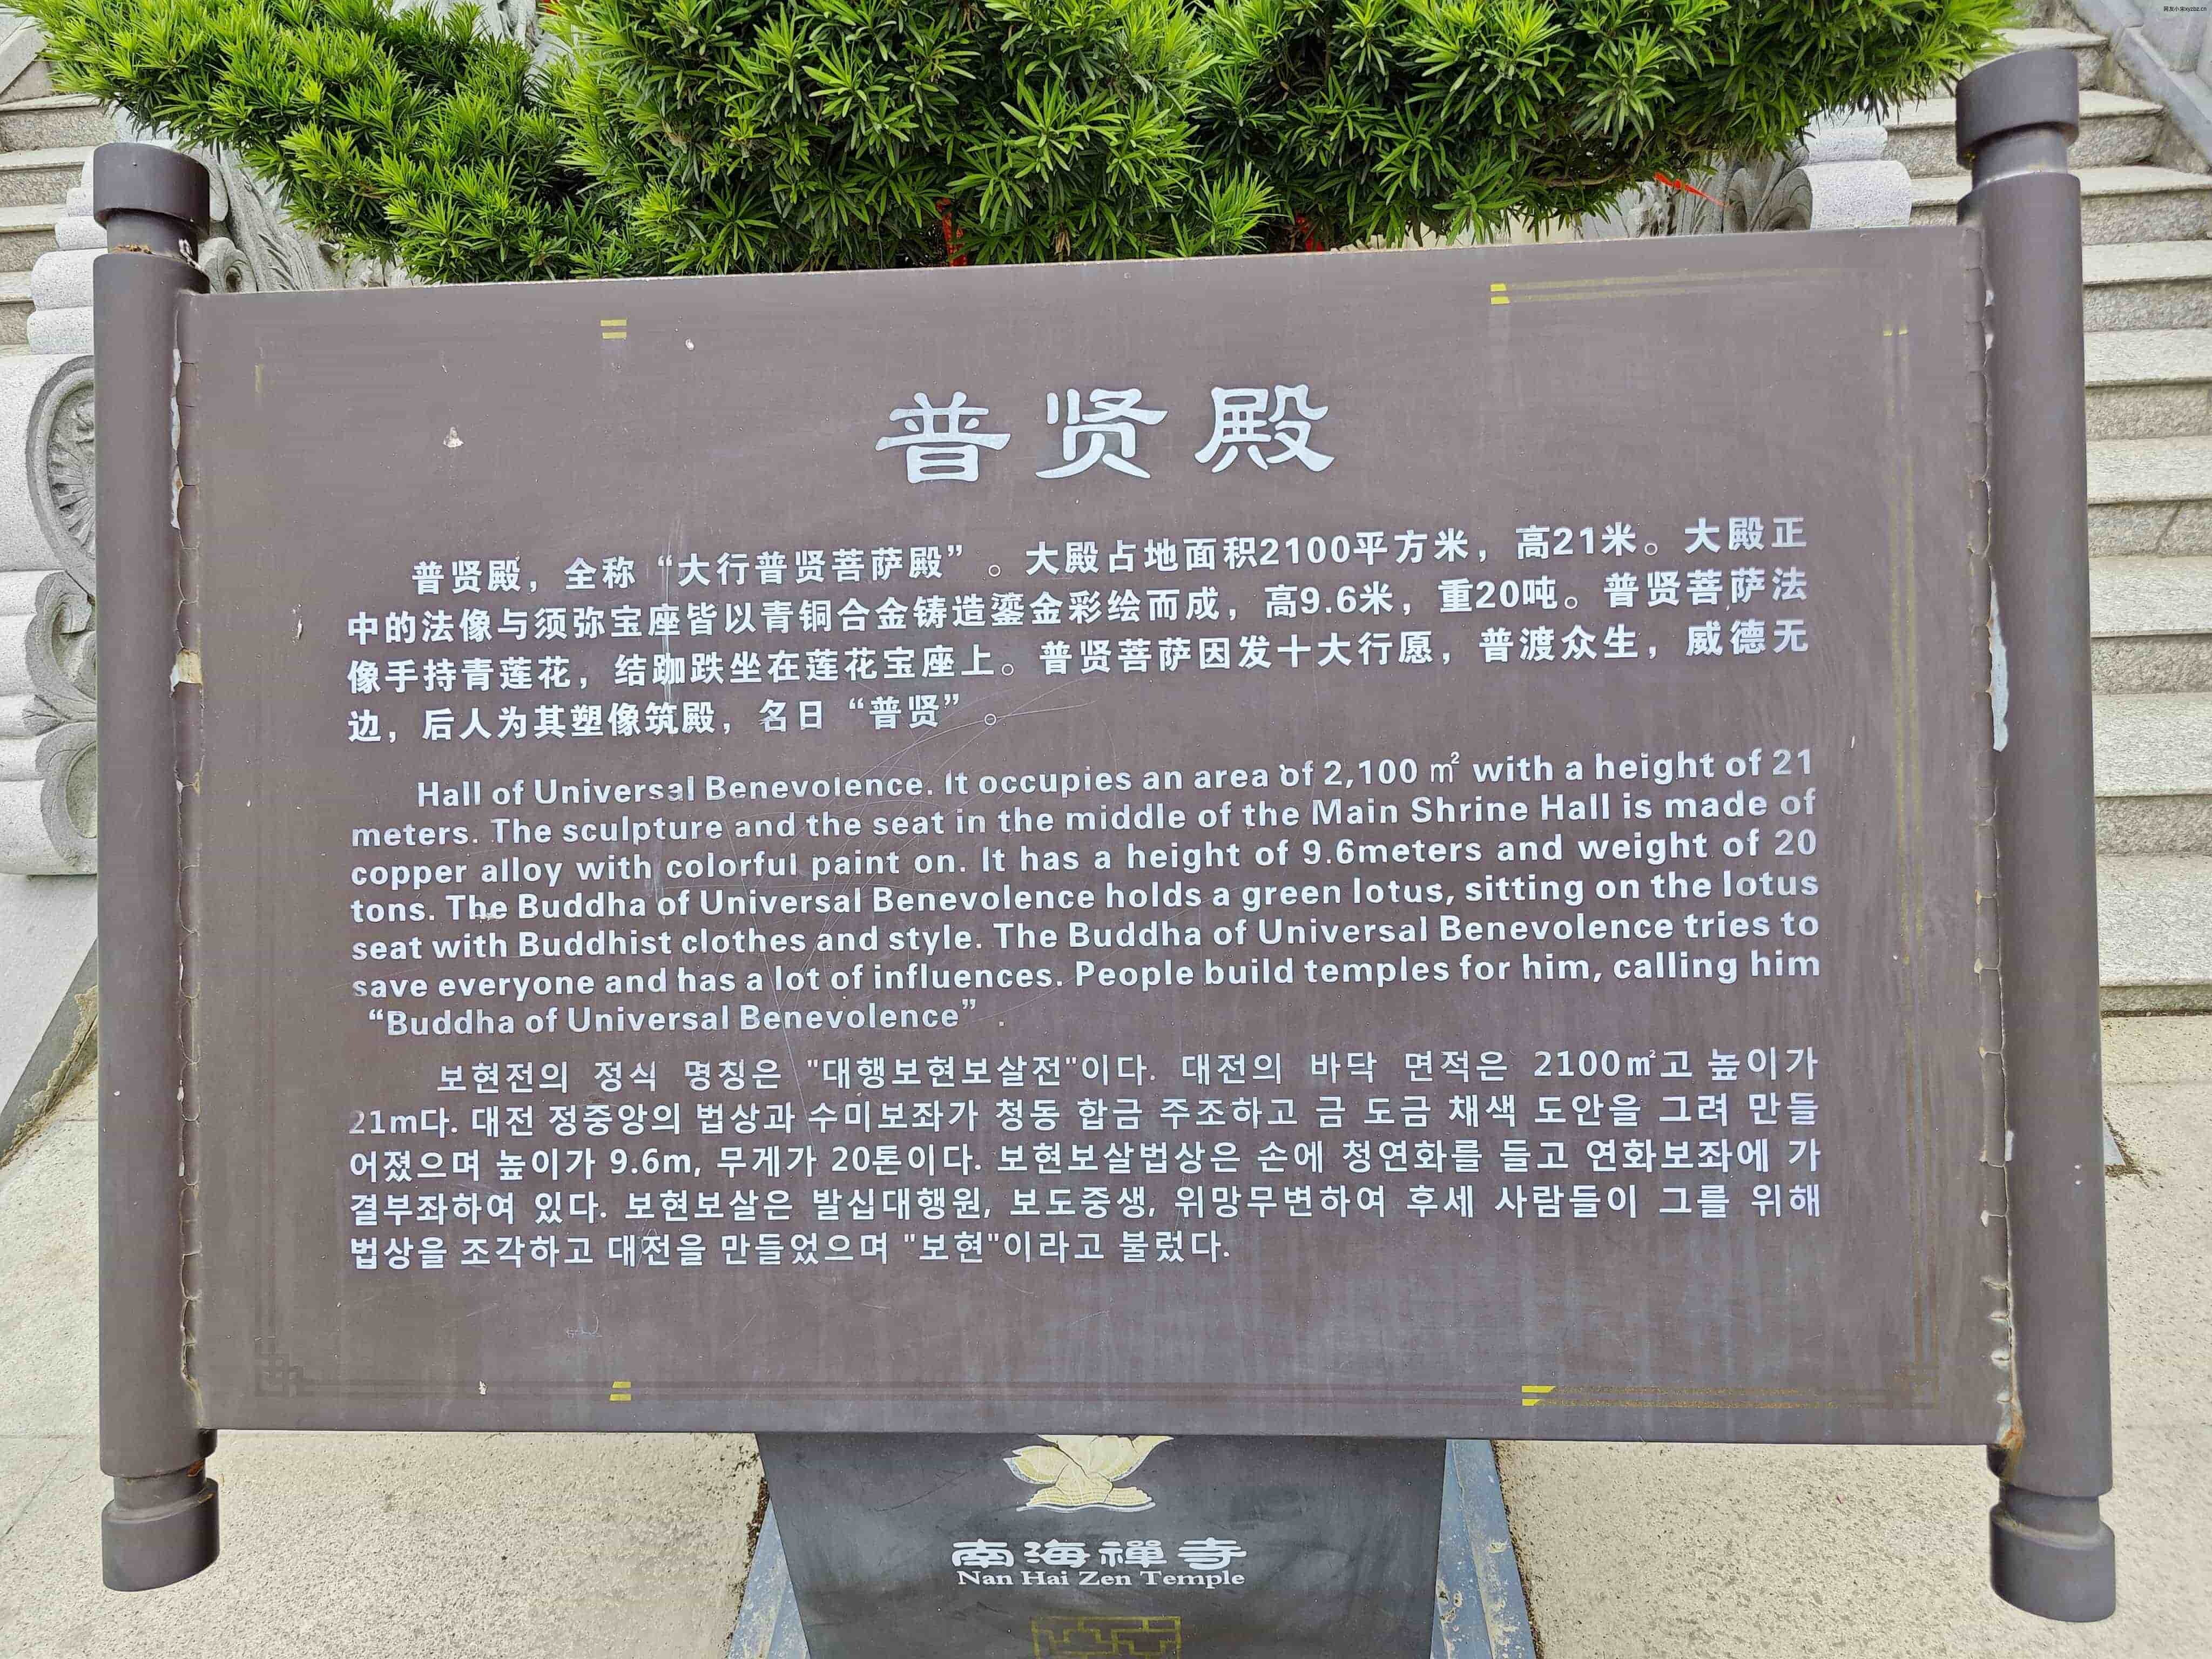 网友小宋xyzbz.cn
普贤殿
普贤殿，全称“大行普贤菩萨殿”。大殿占地面积2100平方米，高21米。大殿正
中的法像与须弥宝座皆以青铜合金铸造鎏金彩绘而成，高9.6米，重20吨。普贤菩萨法
像手持青莲花，结跏趺坐在莲花宝座上。普贤菩萨因发十大行愿，普渡众生，威德无
边，后人为其塑像筑殿，名日“普贤”。
Hall of Universal Benevolence. It occupies an area of 2,100 ㎡ with a height of 21
meters. The sculpture and the seat in the middle of the Main Shrine Hall is made of
copper alloy with colorful paint on. It has a height of 9.6meters and weight of 20
tons. The Buddha of Universal Benevolence holds a green lotus, sitting on the lotus
seat with Buddhist clothes and style. The Buddha of Universal Benevolence tries to
save everyone and has a lot of influences. People build temples for him, calling him
“Buddha of Universal Benevolence”.
보현전의 정식 명칭은 "대행보현보살전"이다. 대전의 바닥 면적은 2100㎡고 높이가
21m다. 대전 정중앙의 법상과 수미보좌가 청동 합금 주조하고 금 도금 채색 도안을 그려 만들
어졌으며 높이가 9.6m, 무게가 20톤이다. 보현보살법상은 손에 청연화를 들고 연화보좌에 가
결부좌하여 있다. 보현보살은 발십대행원, 보도중생, 위망무변하여 후세 사람들이 그를 위해
법상을 조각하고 대전을 만들었으며 "보현"이라고 불렀다.
南海禪寺
Nan Hai Zen Temple